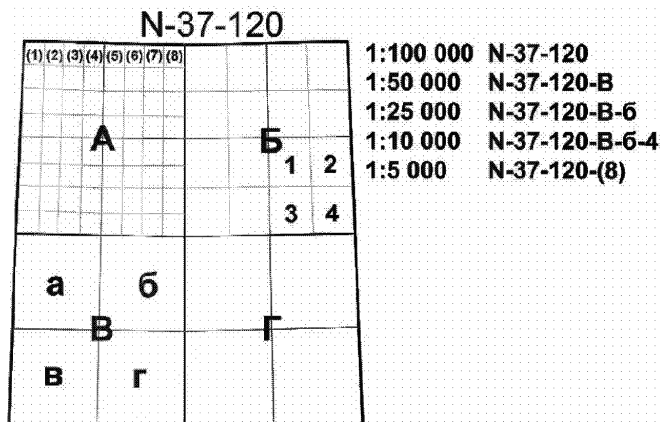 N-37-120
(1) (2) (3) (4) (5) (6) (7) (8)
А Б
1 2
3 4
а б
В Г
в г
1:100 000 N-37-120
1:50 000 N-37-120-В
1:25 000 N-37-120-В-б
1:10 000 N-37-120-В-б-4
1:5 000 N-37-120-(8)